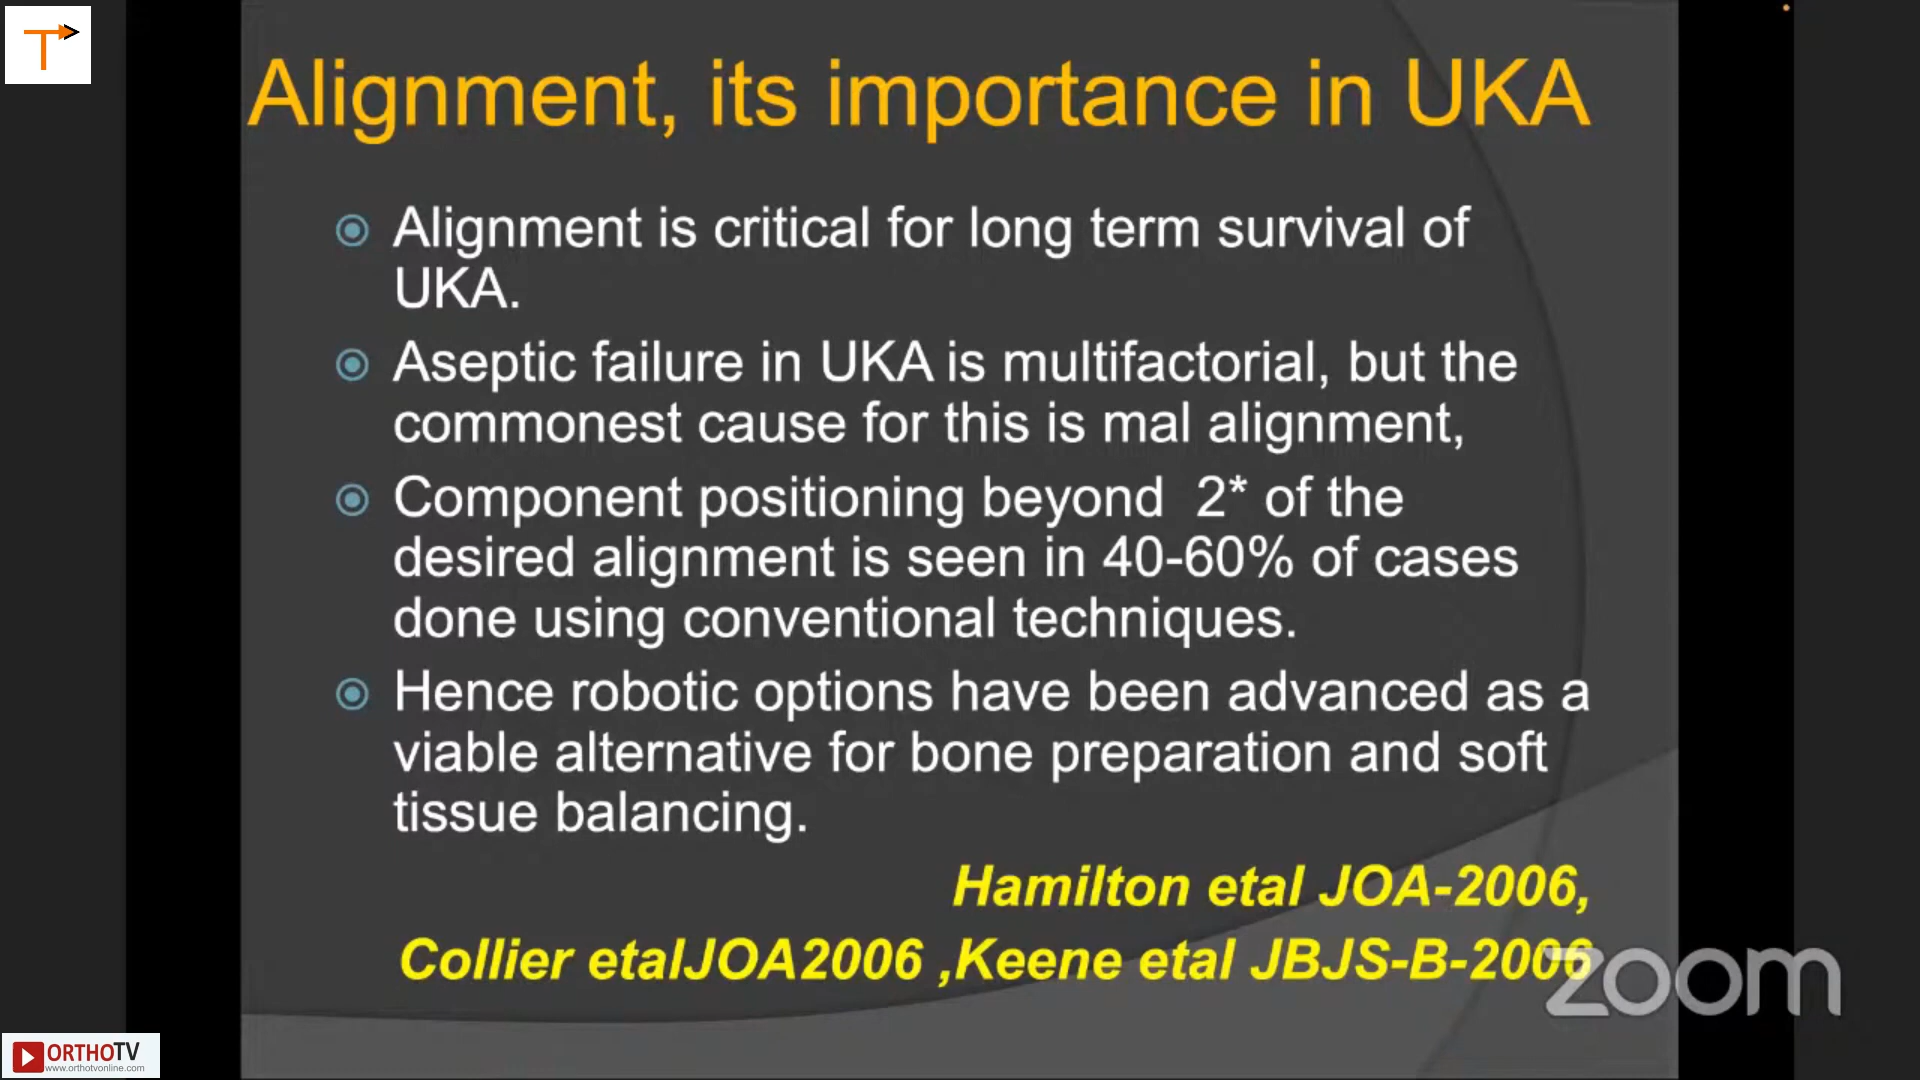 T
Alignment, its importance in UKA
Alignment is critical for long term survival of
UKA.
Aseptic failure in UKA is multifactorial, but the
commonest cause for this is mal alignment,
Component positioning beyond 2* of the
desired alignment is seen in 40-60% of cases
done using conventional techniques.
Hence robotic options have been advanced as a
viable alternative for bone preparation and soft
tissue balancing.
Hamilton etal JOA-2006,
Collier etalJOA2006 ,Keene etal JBJS-B-2006
zoom
ORTHOTV
www.orthotvonline.com